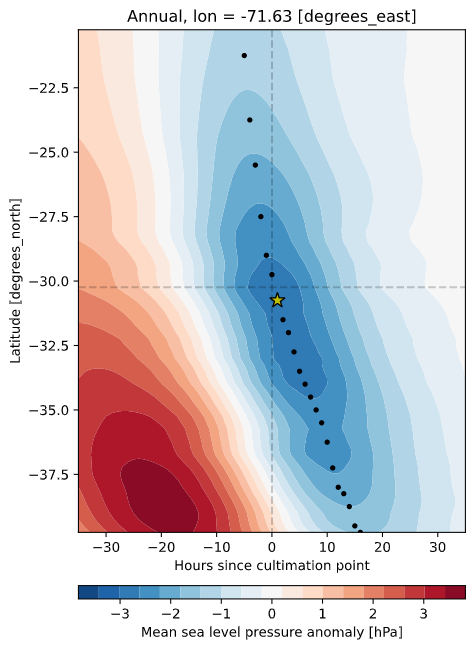 Annual, lon = -71.63 [degrees_east]
Latitude [degrees_north]
−22.5
−25.0
−27.5
−30.0
−32.5
−35.0
−37.5
−30 −20 −10 0 10 20 30
Hours since cultimation point
−3 −2 −1 0 1 2 3
Mean sea level pressure anomaly [hPa]